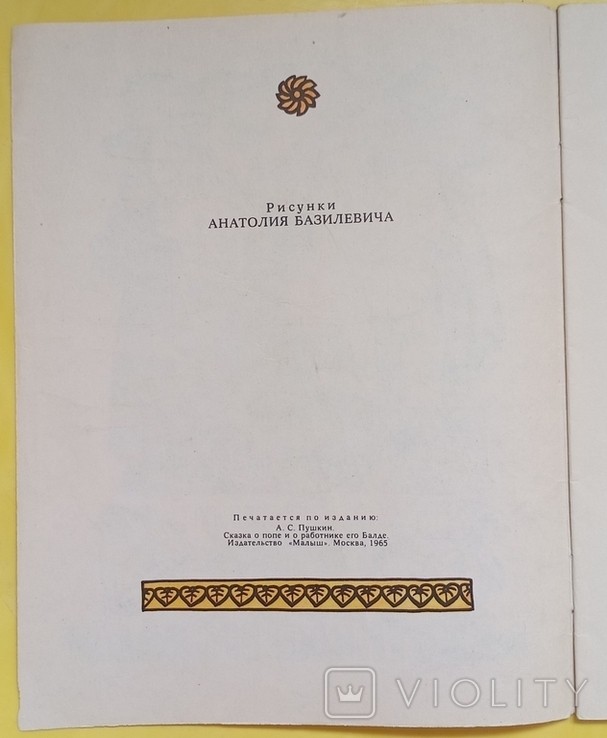 Рисунки
АНАТОЛИЯ БАЗИЛЕВИЧА
Печатается по изданию:
А. С. Пушкин.
Сказка о попе и о работнике его Балде.
Издательство «Малыш». Москва, 1965
VIOLITY